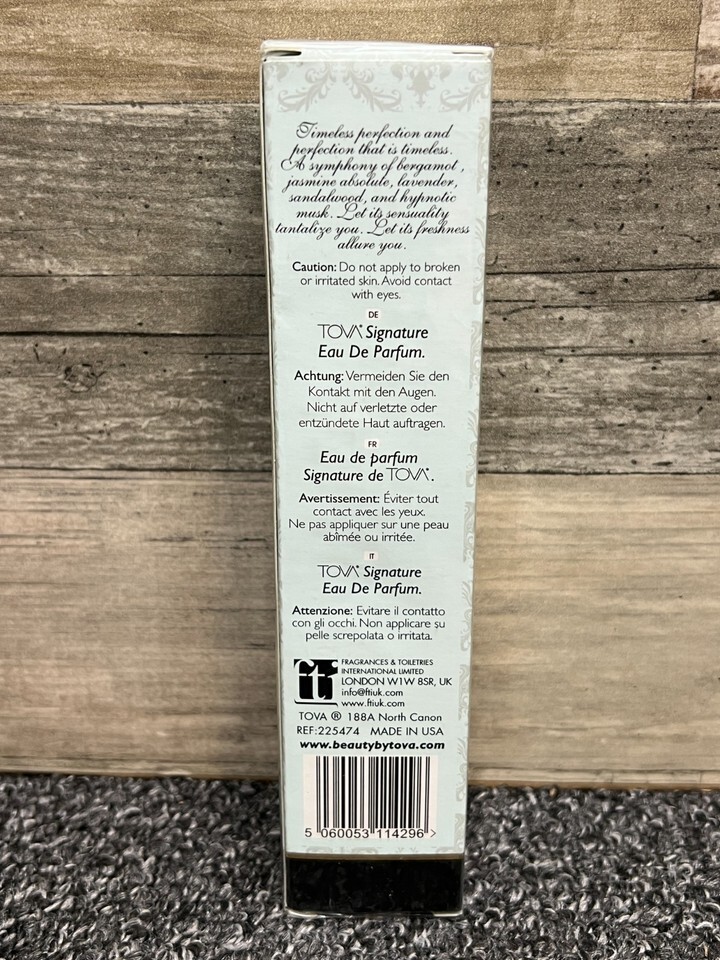 Timeless perfection and
perfection that is timeless.
A symphony of bergamot,
jasmine absolute, lavender,
sandalwood, and hypnotic
musk. Let its sensuality
tantalize you. Let its freshness
allure you.
Caution: Do not apply to broken
or irritated skin. Avoid contact
with eyes.
DE
TOVA® Signature
Eau De Parfum.
Achtung: Vermeiden Sie den
Kontakt mit den Augen.
Nicht auf verletzte oder
entzündete Haut auftragen.
FR
Eau de parfum
Signature de TOVA®.
Avertissement: Éviter tout
contact avec les yeux.
Ne pas appliquer sur une peau
abîmée ou irritée.
IT
TOVA® Signature
Eau De Parfum.
Attenzione: Evitare il contatto
con gli occhi. Non applicare su
pelle screpolata o irritata.
fti
FRAGRANCES & TOILETRIES
INTERNATIONAL LIMITED
LONDON W1W 8SR, UK
info@ftiuk.com
www.ftiuk.com
TOVA ® 188A North Canon
REF:225474 MADE IN USA
www.beautybytova.com
5 060053 114296 >